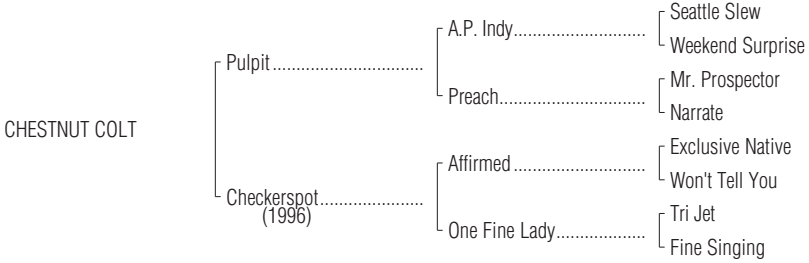 Seattle Slew
A.P. Indy..............................
Weekend Surprise
Pulpit..................................
Mr. Prospector
Preach.................................
Narrate
CHESTNUT COLT
Exclusive Native
Affirmed..............................
Won't Tell You
Checkerspot.......................
(1996)
Tri Jet
One Fine Lady....................
Fine Singing